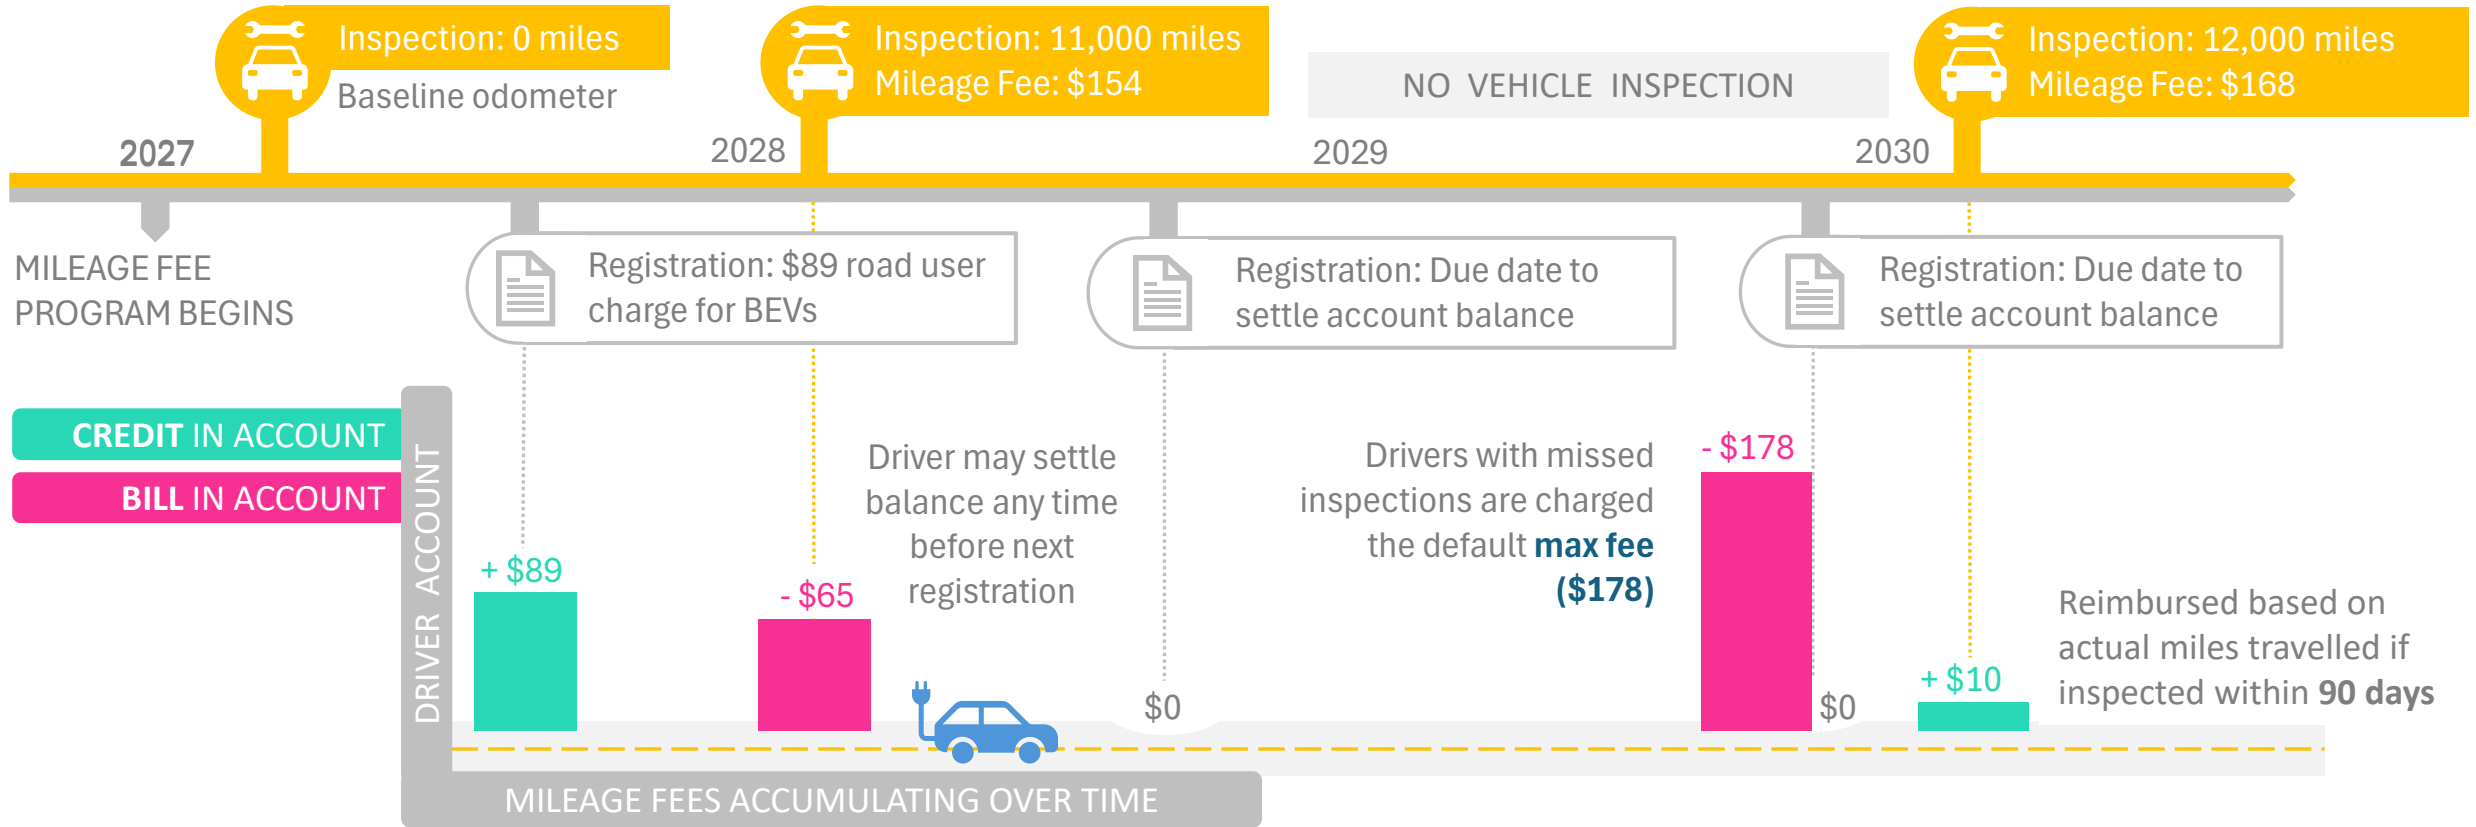 Inspection: 0 miles
Baseline odometer
Inspection: 11,000 miles
Mileage Fee: $154
NO VEHICLE INSPECTION
Inspection: 12,000 miles
Mileage Fee: $168
2027
2028
2029
2030
MILEAGE FEE
PROGRAM BEGINS
Registration: $89 road user
charge for BEVs
Registration: Due date to
settle account balance
Registration: Due date to
settle account balance
CREDIT IN ACCOUNT
BILL IN ACCOUNT
DRIVER ACCOUNT
+ $89
- $65
Driver may settle
balance any time
before next
registration
$0
Drivers with missed
inspections are charged
the default max fee
($178)
- $178
$0
+ $10
Reimbursed based on
actual miles travelled if
inspected within 90 days
MILEAGE FEES ACCUMULATING OVER TIME